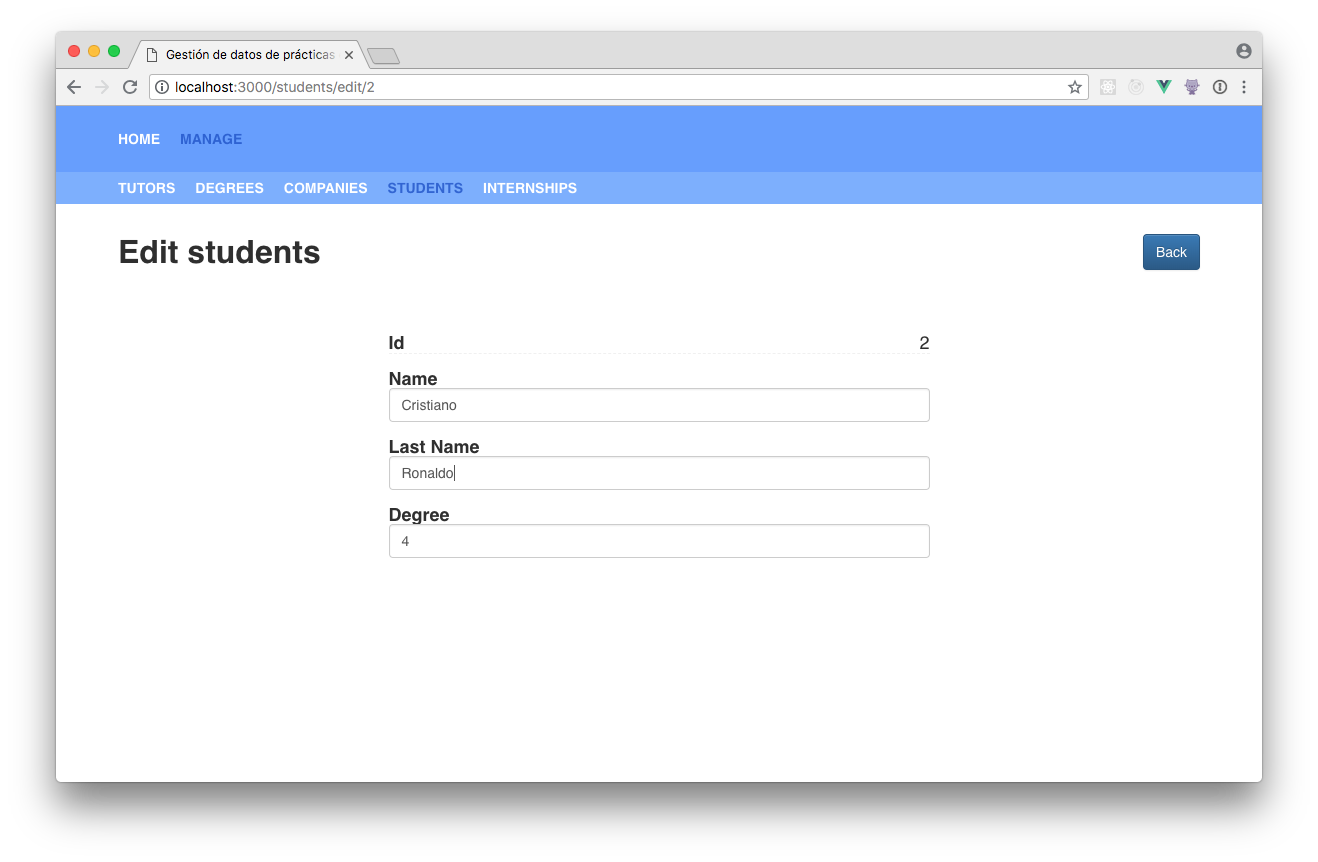 Gestión de datos de prácticas
localhost:3000/students/edit/2
HOME MANAGE
TUTORS DEGREES COMPANIES STUDENTS INTERNSHIPS
Edit students
Back
Id 2
Name
Cristiano
Last Name
Ronaldo
Degree
4